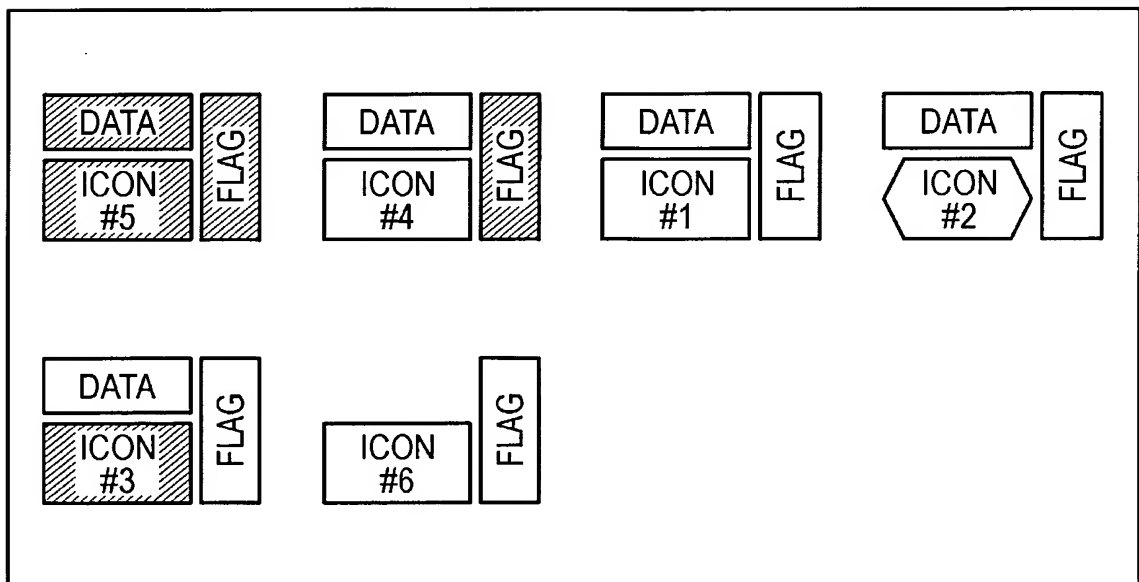 DATA
ICON
#5
FLAG
DATA
ICON
#4
FLAG
DATA
ICON
#1
FLAG
DATA
ICON
#2
FLAG
DATA
ICON
#3
FLAG
ICON
#6
FLAG